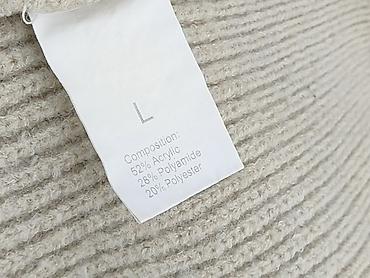 L
Composition:
52% Acrylic
28% Polyamide
20% Polyester